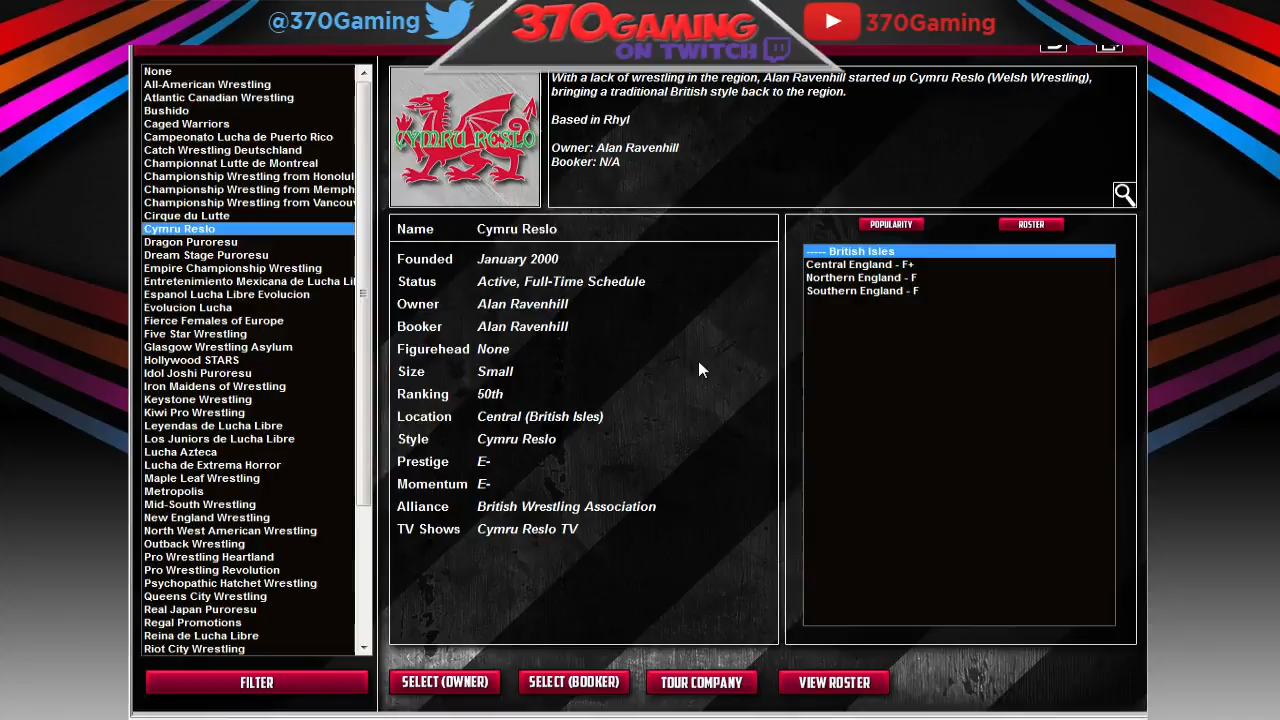 @370Gaming
370GAMING
ON TWITCH
370Gaming
None
All-American Wrestling
Atlantic Canadian Wrestling
Bushido
Caged Warriors
Campeonato Lucha de Puerto Rico
Catch Wrestling Deutschland
Championnat Lutte de Montreal
Championship Wrestling from Honolul
Championship Wrestling from Memph
Championship Wrestling from Vancouv
Cirque du Lutte
Cymru Reslo
Dragon Puroresu
Dream Stage Puroresu
Empire Championship Wrestling
Entretenimiento Mexicana de Lucha Li
Espanol Lucha Libre Evolucion
Evolucion Lucha
Fierce Females of Europe
Five Star Wrestling
Glasgow Wrestling Asylum
Hollywood STARS
Idol Joshi Puroresu
Iron Maidens of Wrestling
Keystone Wrestling
Kiwi Pro Wrestling
Leyendas de Lucha Libre
Los Juniors de Lucha Libre
Lucha Azteca
Lucha de Extrema Horror
Maple Leaf Wrestling
Metropolis
Mid-South Wrestling
New England Wrestling
North West American Wrestling
Outback Wrestling
Pro Wrestling Heartland
Pro Wrestling Revolution
Psychopathic Hatchet Wrestling
Queens City Wrestling
Real Japan Puroresu
Regal Promotions
Reina de Lucha Libre
Riot City Wrestling
FILTER
CYMRU RESLO
With a lack of wrestling in the region, Alan Ravenhill started up Cymru Reslo (Welsh Wrestling),
bringing a traditional British style back to the region.
Based in Rhyl
Owner: Alan Ravenhill
Booker: N/A
Name Cymru Reslo
Founded January 2000
Status Active, Full-Time Schedule
Owner Alan Ravenhill
Booker Alan Ravenhill
Figurehead None
Size Small
Ranking 50th
Location Central (British Isles)
Style Cymru Reslo
Prestige E-
Momentum E-
Alliance British Wrestling Association
TV Shows Cymru Reslo TV
POPULARITY ROSTER
----- British Isles
Central England - F+
Northern England - F
Southern England - F
SELECT (OWNER) SELECT (BOOKER) TOUR COMPANY VIEW ROSTER